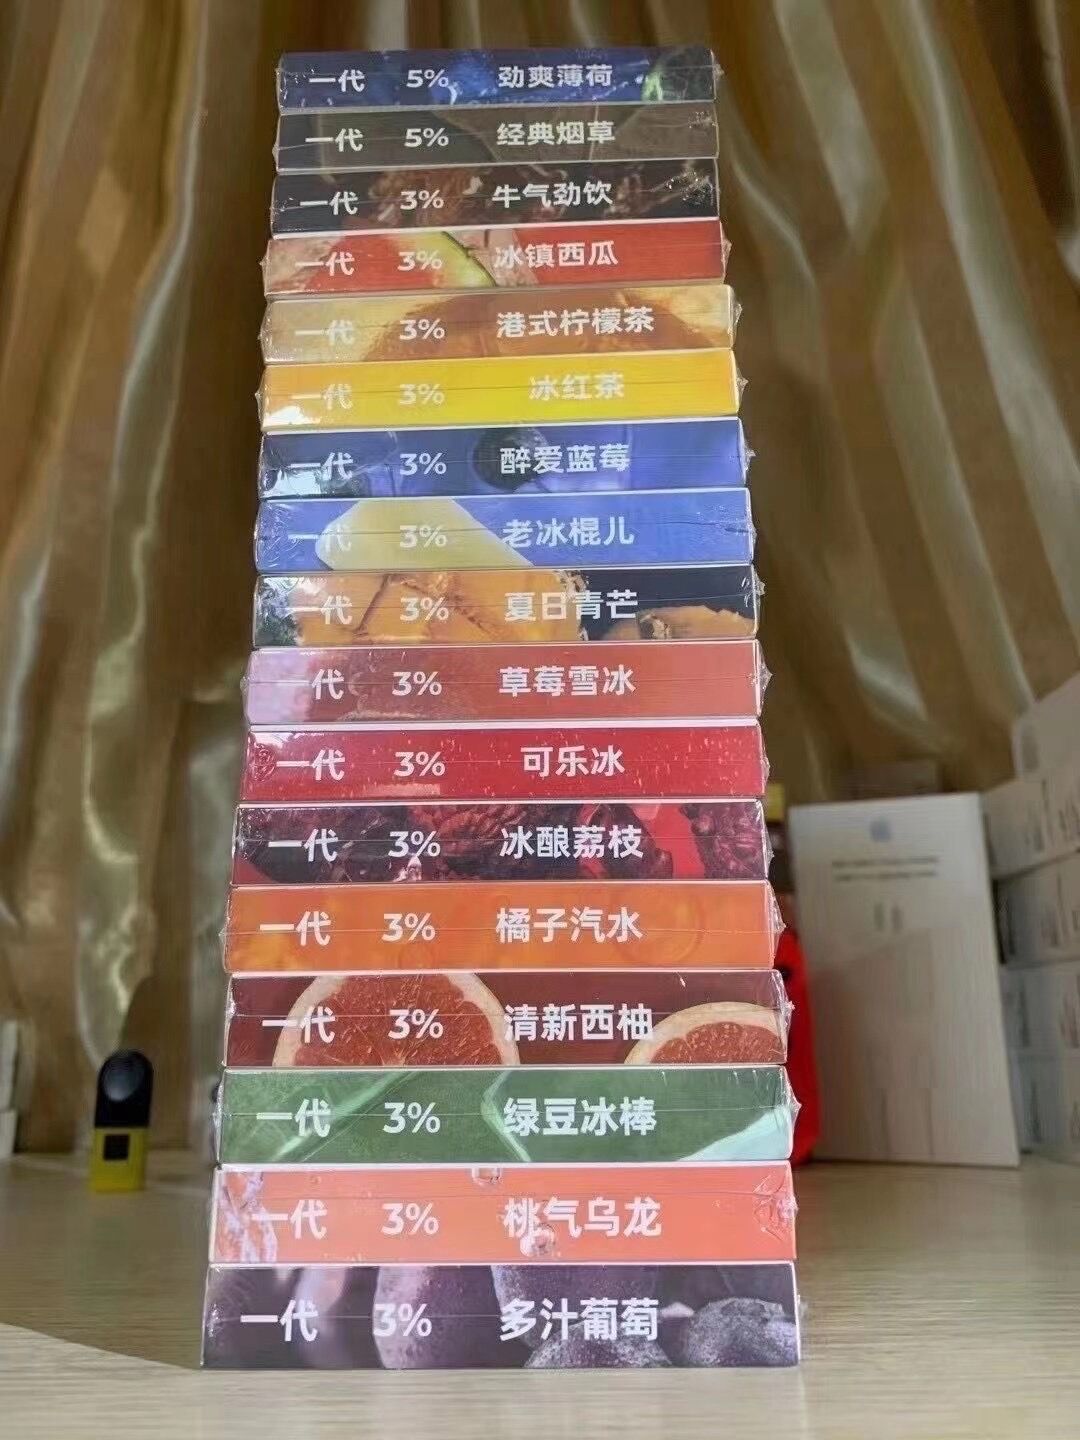 一代 5% 劲爽薄荷
一代 5% 经典烟草
一代 3% 牛气劲饮
一代 3% 冰镇西瓜
一代 3% 港式柠檬茶
一代 3% 冰红茶
一代 3% 醉爱蓝莓
一代 3% 老冰棍儿
一代 3% 夏日青芒
一代 3% 草莓雪冰
一代 3% 可乐冰
一代 3% 冰酿荔枝
一代 3% 橘子汽水
一代 3% 清新西柚
一代 3% 绿豆冰棒
一代 3% 桃气乌龙
一代 3% 多汁葡萄